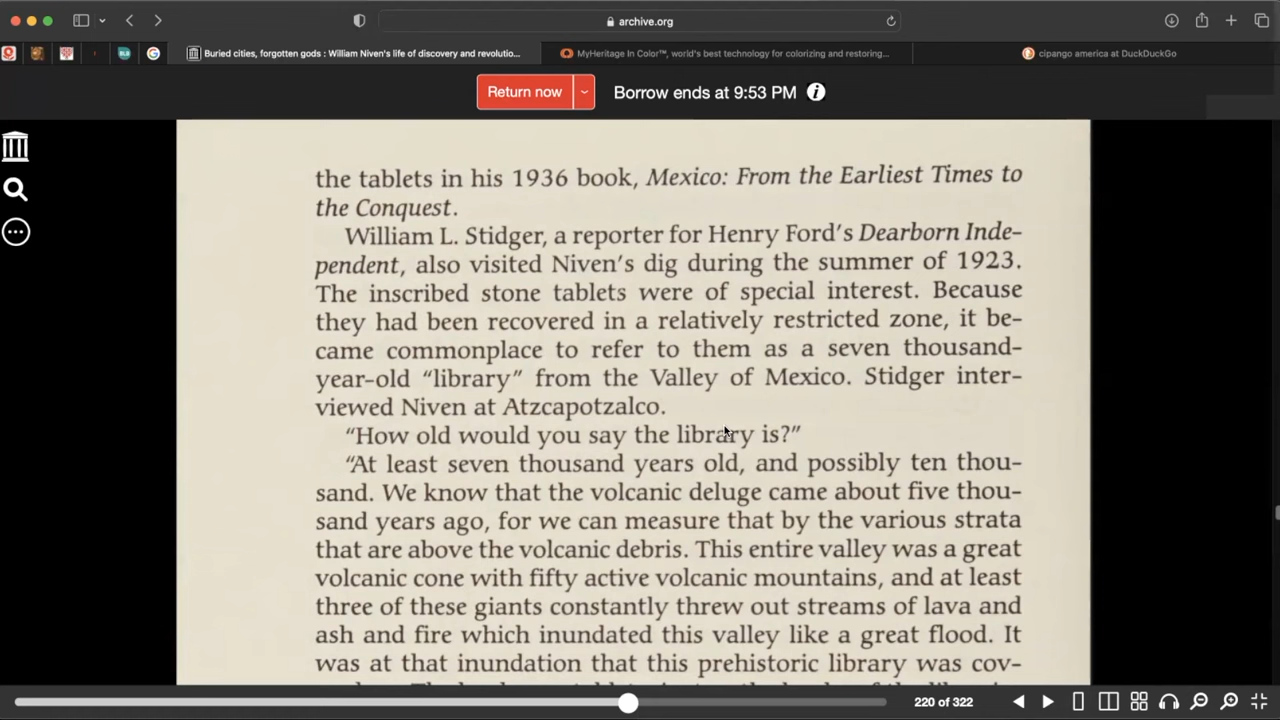 archive.org
Buried cities, forgotten gods : William Niven's life of discovery and revolutio...
MyHeritage In Color™, world's best technology for colorizing and restoring...
cipango america at DuckDuckGo
Return now
Borrow ends at 9:53 PM
the tablets in his 1936 book, Mexico: From the Earliest Times to
the Conquest.
William L. Stidger, a reporter for Henry Ford's Dearborn Inde-
pendent, also visited Niven's dig during the summer of 1923.
The inscribed stone tablets were of special interest. Because
they had been recovered in a relatively restricted zone, it be-
came commonplace to refer to them as a seven thousand-
year-old “library” from the Valley of Mexico. Stidger inter-
viewed Niven at Atzcapotzalco.
“How old would you say the library is?”
“At least seven thousand years old, and possibly ten thou-
sand. We know that the volcanic deluge came about five thou-
sand years ago, for we can measure that by the various strata
that are above the volcanic debris. This entire valley was a great
volcanic cone with fifty active volcanic mountains, and at least
three of these giants constantly threw out streams of lava and
ash and fire which inundated this valley like a great flood. It
was at that inundation that this prehistoric library was cov-
220 of 322